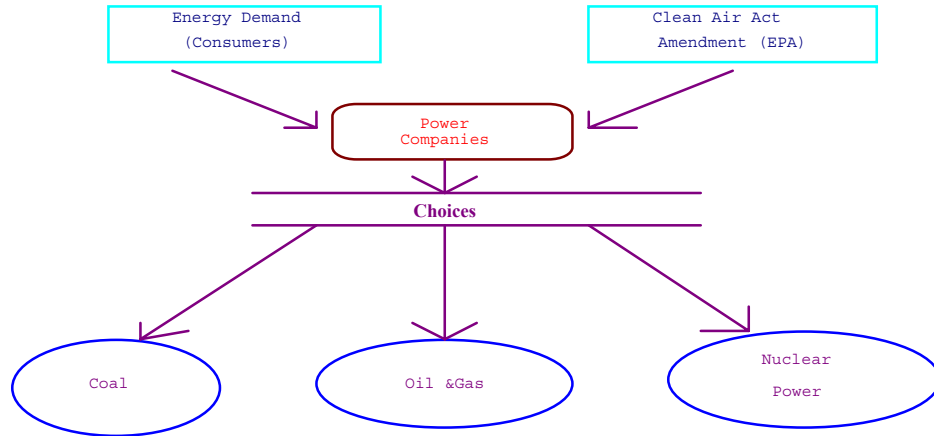 Energy Demand
(Consumers)
Clean Air Act
Amendment (EPA)
Power
Companies
Choices
Coal
Oil &Gas
Nuclear
Power